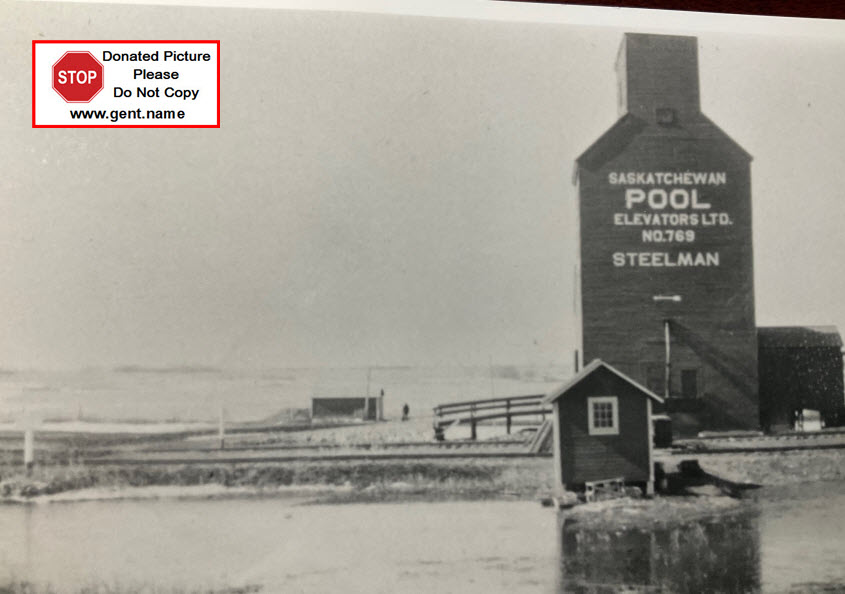 STOP
Donated Picture
Please
Do Not Copy
www.gent.name
SASKATCHEWAN
POOL
ELEVATORS LTD.
NO.769
STEELMAN